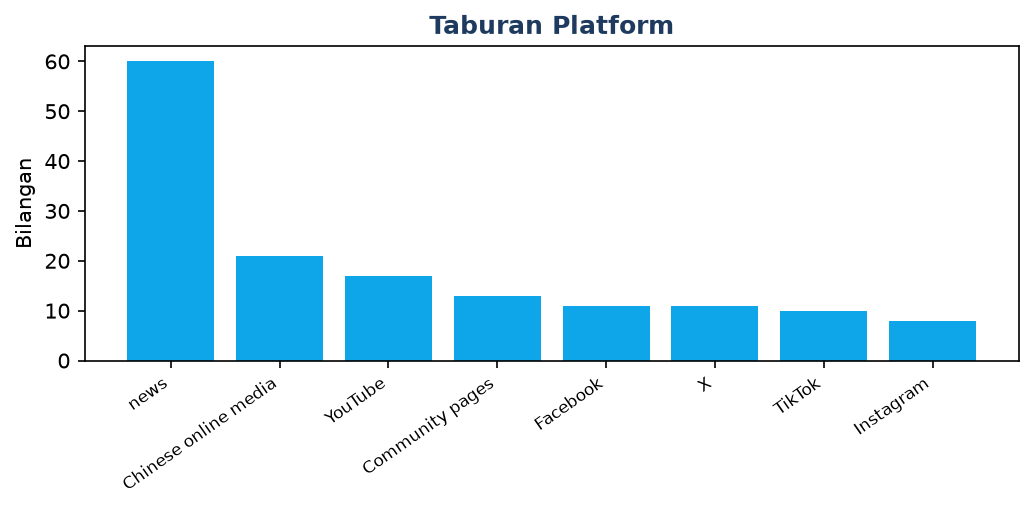 Taburan Platform
Bilangan
60
50
40
30
20
10
0
news
Chinese online media
YouTube
Community pages
Facebook
X
TikTok
Instagram